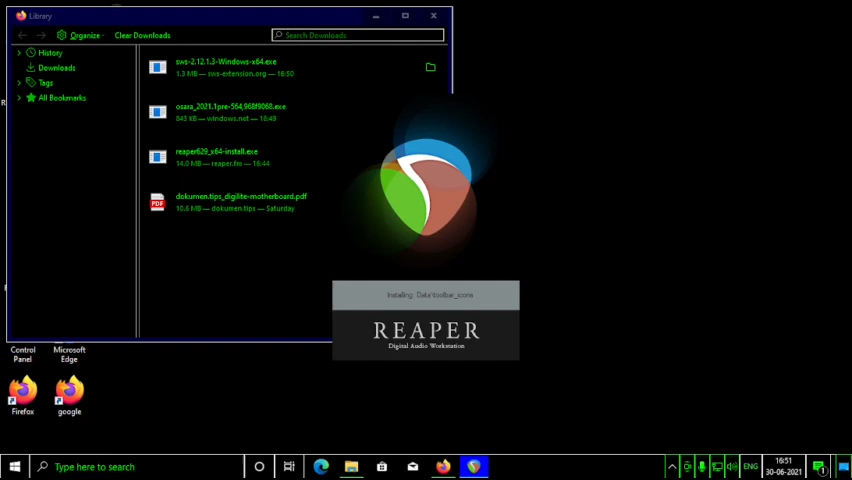 Library
Organize
Clear Downloads
Search Downloads
History
Downloads
Tags
All Bookmarks
sws-2.12.1.3-Windows-x64.exe
1.3 MB — sws-extension.org — 16:50
osara_2021.1pre-564,968f9068.exe
843 KB — windows.net — 16:49
reaper629_x64-install.exe
14.0 MB — reaper.fm — 16:44
PDF
dokumen.tips_digilite-motherboard.pdf
10.6 MB — dokumen.tips — Saturday
Installing: Data\toolbar_icons
REAPER
Digital Audio Workstation
Control
Panel
Microsoft
Edge
Firefox
google
Type here to search
ENG
16:51
30-06-2021
1